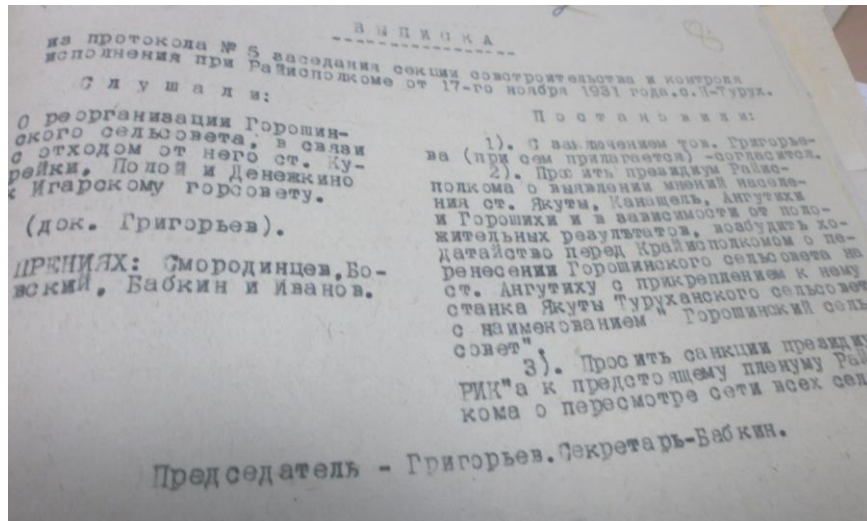 ВЫПИСКА
из протокола № 5 заседания секции совстроительства и контроля
исполнения при Райисполкоме от 17-го ноября 1931 года.с.Н-Турух.
Слушали:
О реорганизации Горошин-
ского сельсовета, в связи
с отходом от него ст. Ку-
рейки, Полой и Денежкино
к Игарскому горсовету.
(док. Григорьев).
ПРЕНИЯХ: Смородинцев,Бо-
вский, Бабкин и Иванов.
Постановили:
1). С заключением тов. Григорье-
ва (при сем прилагается) -согласится.
2). Просить президиум Райис-
полкома о выявлении мнений населе-
ния ст. Якуты, Канащель, Ангутихи
и Горошихи и в зависимости от поло-
жительных результатов, возбудить хо-
датайство перед Крайисполкомом о пе-
ренесении Горошинского сельсовета на
ст. Ангутиху с прикреплением к нему
станка Якуты Туруханского сельсовет
с наименованием " Горошинский сель
совет".
3). Просить санкции президиу
РИК"а к предстоящему пленуму Рай
кома о пересмотре сети всех сел
Председатель - Григорьев.Секретарь-Бабкин.